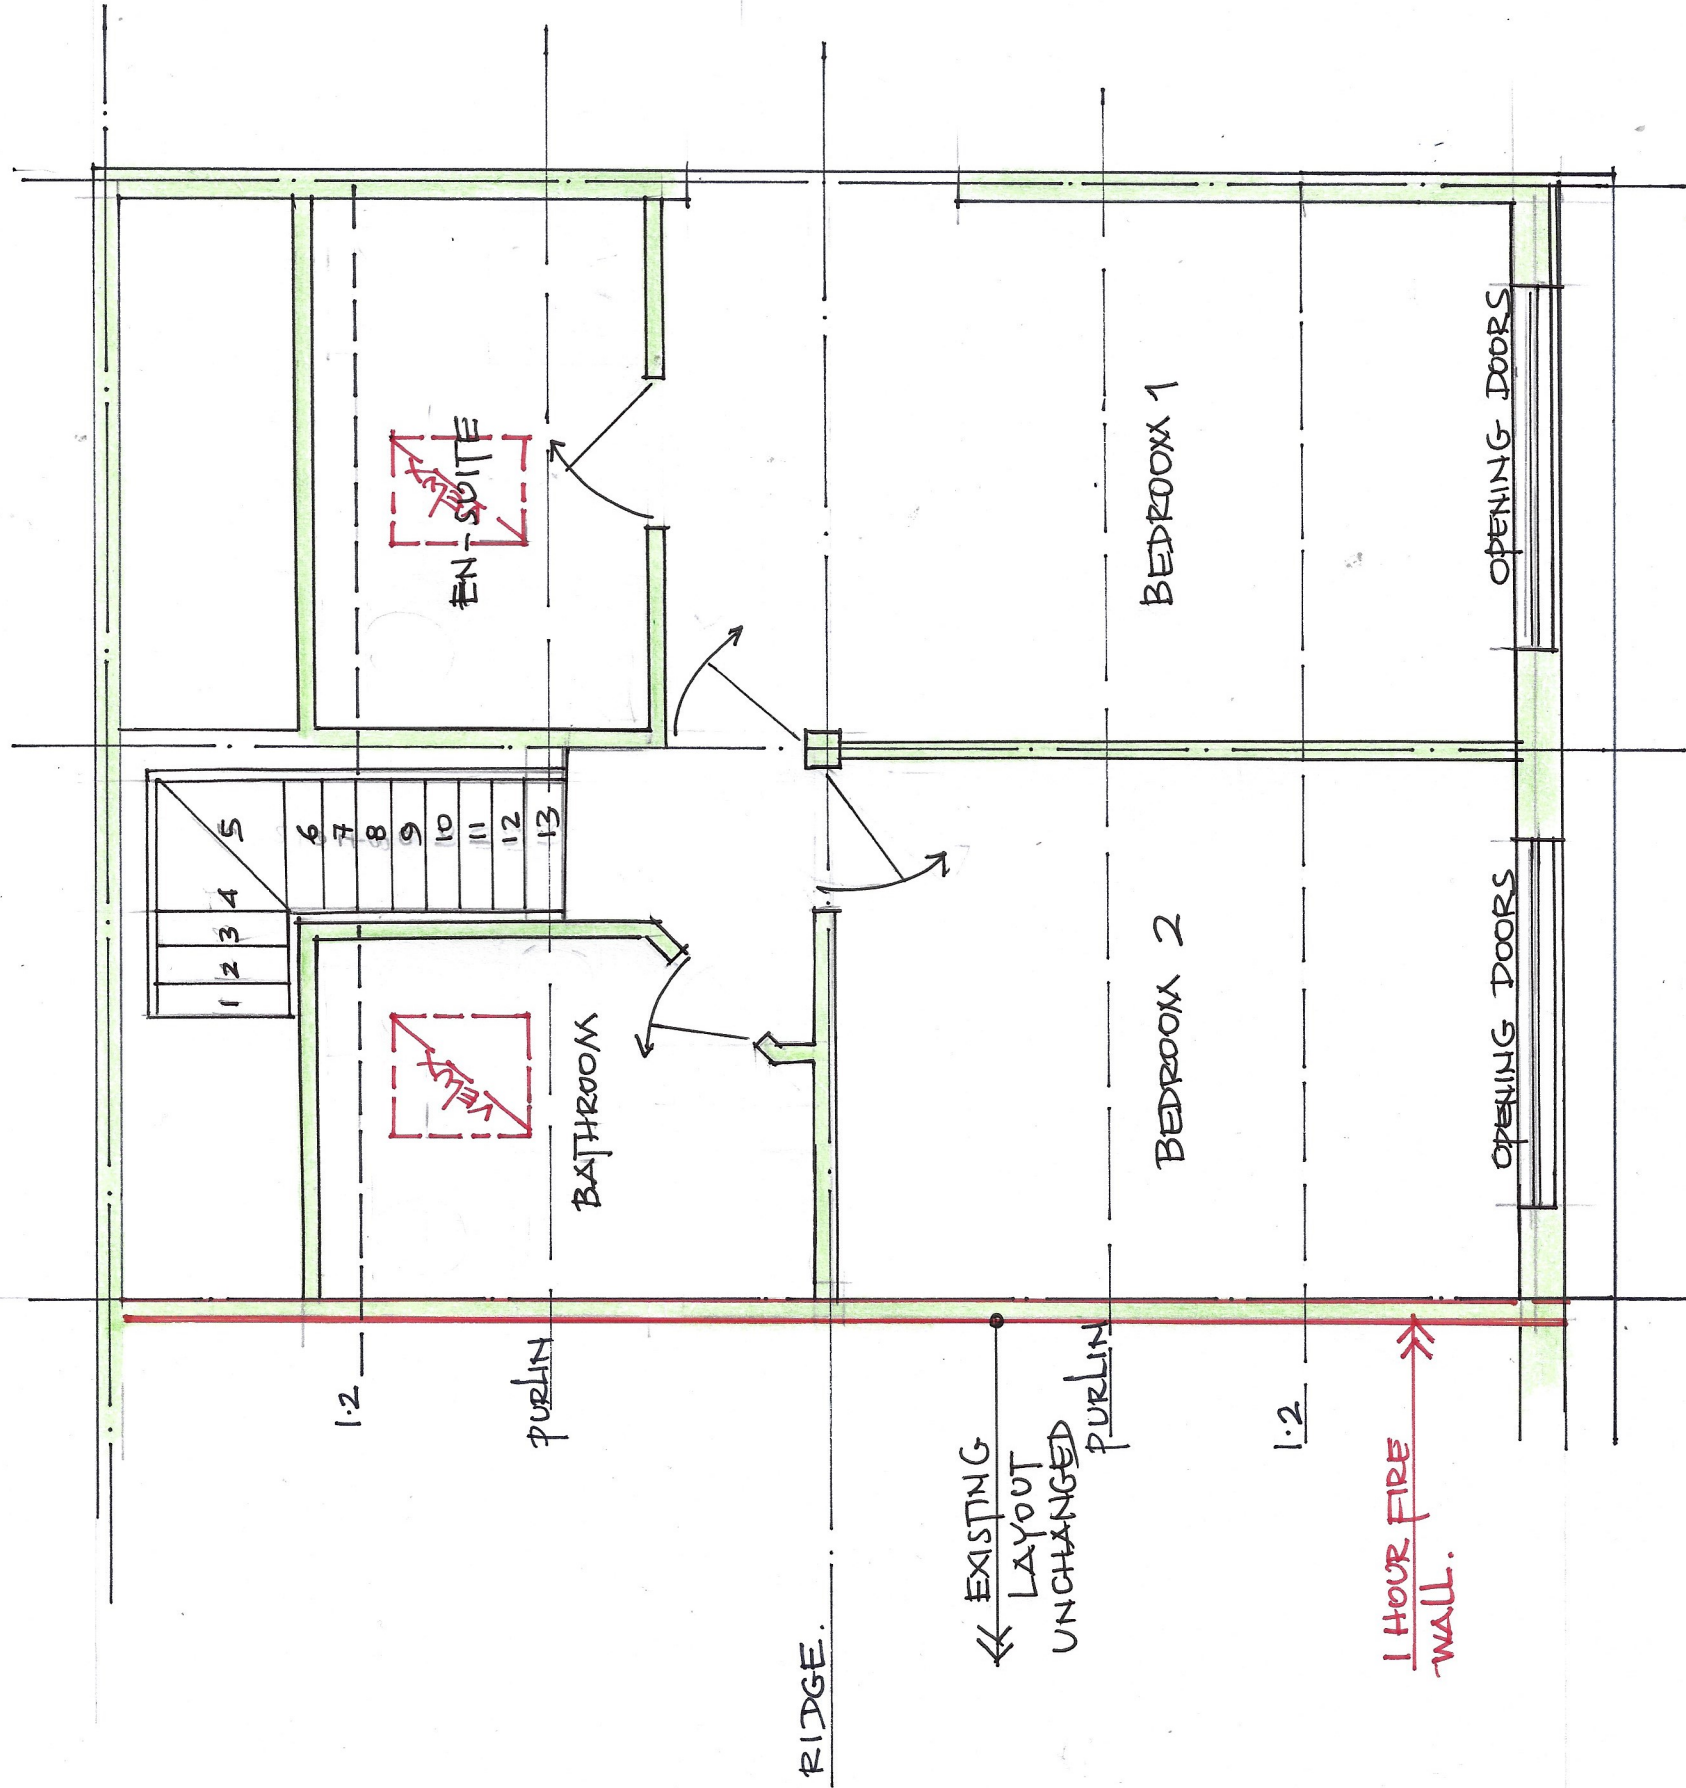 EN-SUITE
VELUX
BEDROOM 1
OPENING DOORS
1
2
3
4
5
6
7
8
9
10
11
12
13
VELUX
BATHROOM
BEDROOM 2
OPENING DOORS
1.2
PURLIN
RIDGE.
EXISTING
LAYOUT
UNCHANGED
PURLIN
1.2
1 HOUR FIRE
WALL.